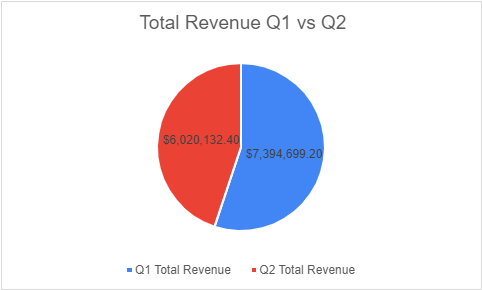 Total Revenue Q1 vs Q2
$6,020,132.40
$7,394,699.20
Q1 Total Revenue
Q2 Total Revenue